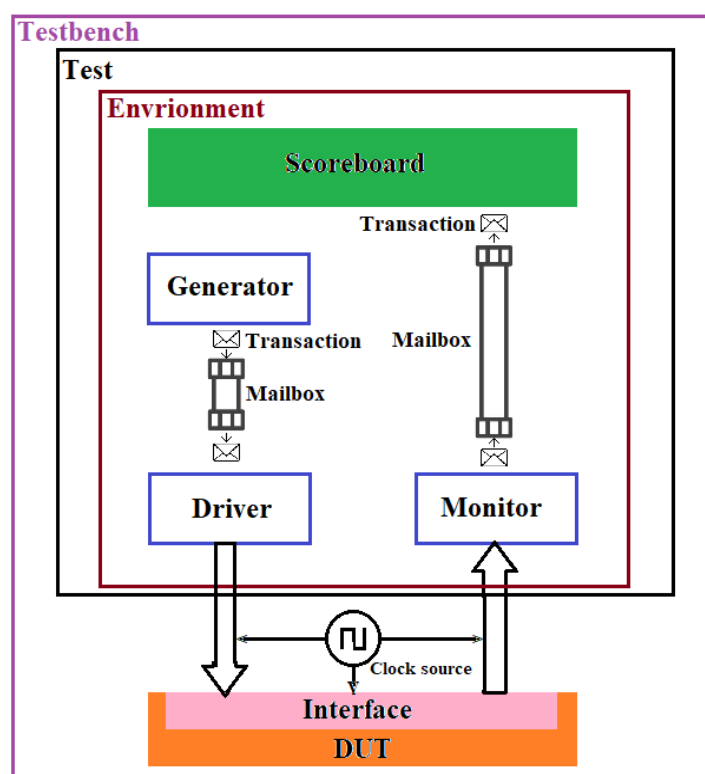 Testbench
Test
Envrionment
Scoreboard
Transaction
Generator
Transaction
Mailbox
Mailbox
Driver
Monitor
Clock source
Interface
DUT